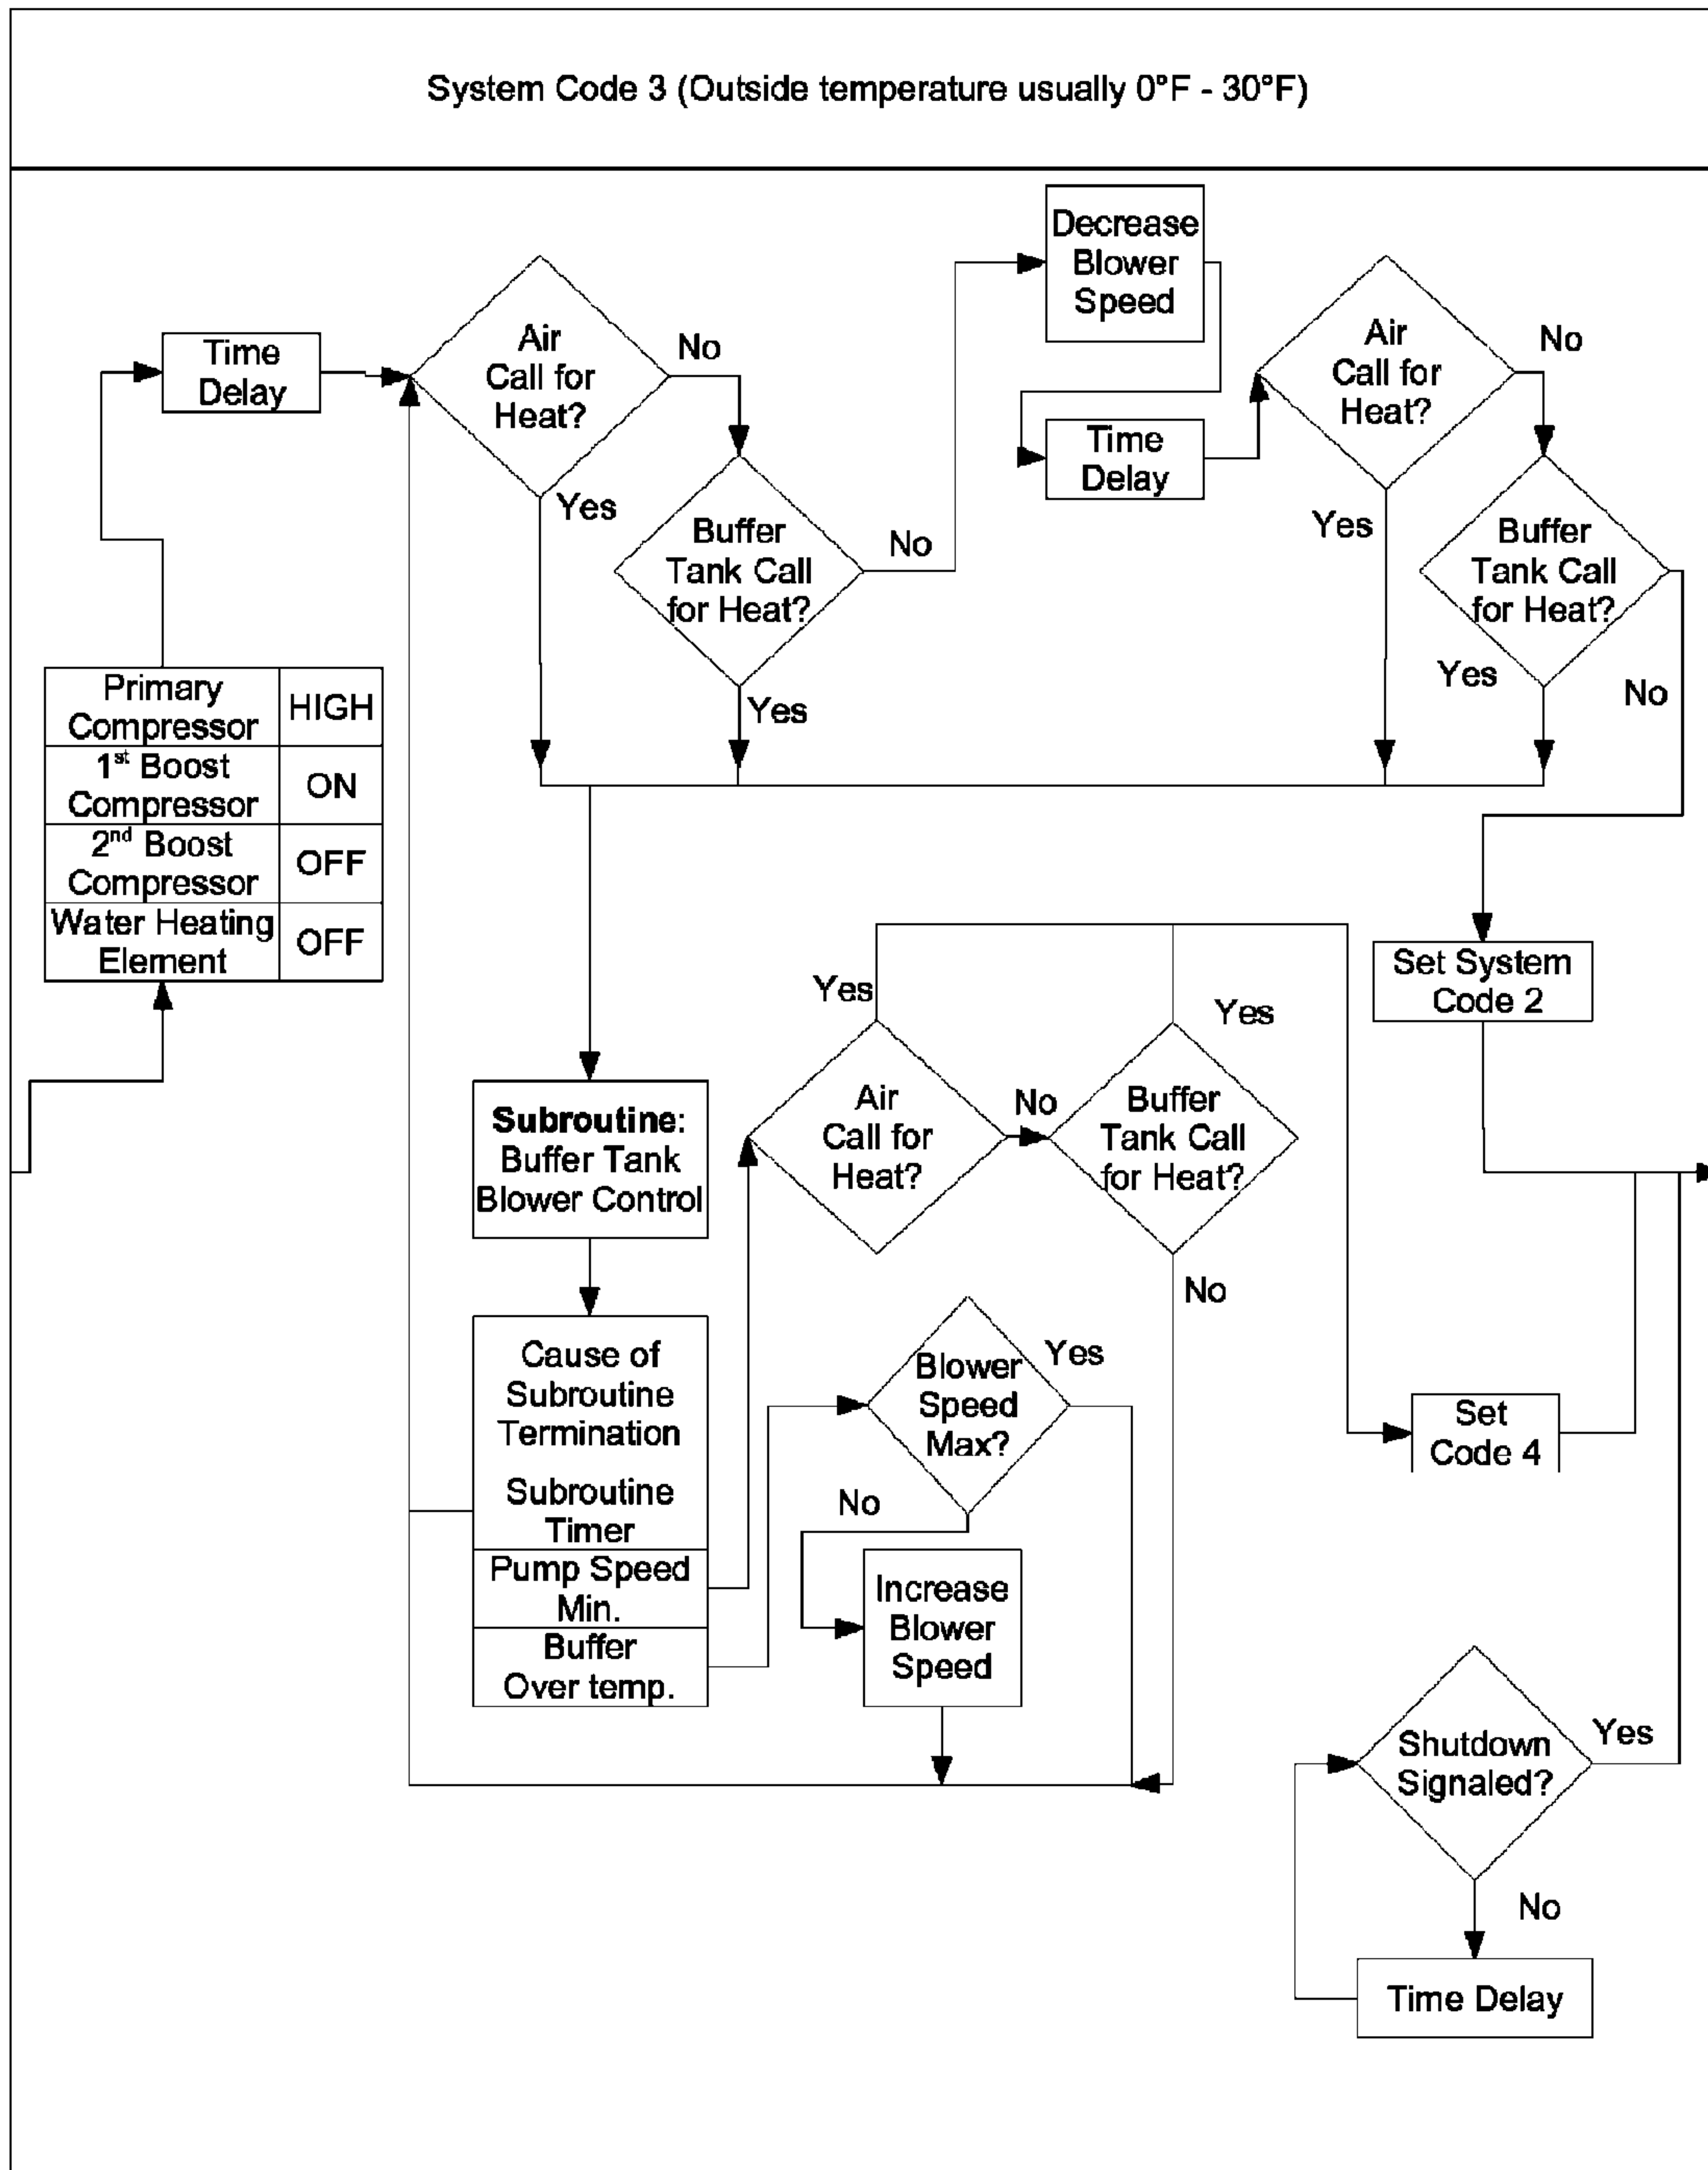 System Code 3 (Outside temperature usually 0°F - 30°F)
Decrease
Blower
Speed
Time
Delay
Air
Call for
Heat?
No
Yes
Buffer
Tank Call
for Heat?
No
Yes
Time
Delay
Air
Call for
Heat?
No
Yes
Buffer
Tank Call
for Heat?
Yes
No
Primary
Compressor
HIGH
1st Boost
Compressor
ON
2nd Boost
Compressor
OFF
Water Heating
Element
OFF
Set System
Code 2
Yes
Yes
Subroutine:
Buffer Tank
Blower Control
Air
Call for
Heat?
No
Buffer
Tank Call
for Heat?
No
Cause of
Subroutine
Termination
Subroutine
Timer
Pump Speed
Min.
Buffer
Over temp.
Blower
Speed
Max?
Yes
No
Increase
Blower
Speed
Set
Code 4
Shutdown
Signaled?
Yes
No
Time Delay